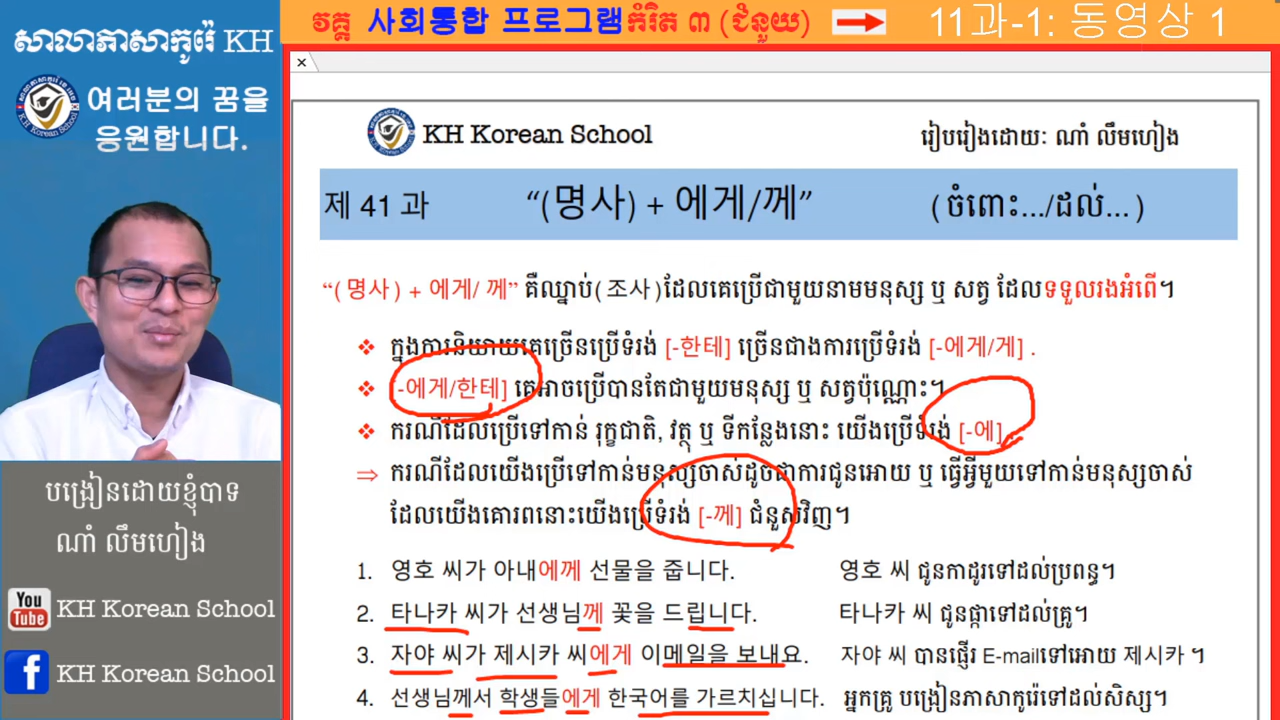 សាលាភាសាកូរ៉េ KH
여러분의 꿈을
응원합니다.
វគ្គ 사회통합 프로그램កំរិត ៣ (ជំនួយ)
11과-1: 동영상 1
KH Korean School
រៀបរៀងដោយៈ ណាំ លឹមហៀង
제 41 과 “(명사) + 에게/께” (ចំពោះ.../ដល់...)
“(명사) + 에게/ 께” គឺឈ្នាប់(조사)ដែលគេប្រើជាមួយនាមមនុស្ស ឬ សត្វ ដែលទទួលរងអំពើ។
❖ ក្នុងការនិយាយគេច្រើនប្រើទំរង់ [-한테] ច្រើនជាងការប្រើទំរង់ [-에게/게] .
❖ -에게/한테] គេអាចប្រើបានតែជាមួយមនុស្ស ឬ សត្វប៉ុណ្ណោះ។
❖ ករណីដែលប្រើទៅកាន់ រុក្ខជាតិ, វត្ថុ ឬ ទីកន្លែងនោះ យើងប្រើទំរង់ [-에]
⇒ ករណីដែលយើងប្រើទៅកាន់មនុស្សចាស់ដូចជាការជូនអោយ ឬ ធ្វើអ្វីមួយទៅកាន់មនុស្សចាស់
ដែលយើងគោរពនោះយើងប្រើទំរង់ [-께] ជំនួសវិញ។
1. 영호 씨가 아내에께 선물을 줍니다. 영호 씨 ជូនកាដូរទៅដល់ប្រពន្ធ។
2. 타나카 씨가 선생님께 꽃을 드립니다. 타나카 씨 ជូនផ្កាទៅដល់គ្រូ។
3. 자야 씨가 제시카 씨에게 이메일을 보내요. 자야 씨 បានផ្ញើរ E-mailទៅអោយ 제시카 ។
4. 선생님께서 학생들에게 한국어를 가르치십니다. អ្នកគ្រូ បង្រៀនភាសាកូរ៉េទៅដល់សិស្ស។
បង្រៀនដោយខ្ញុំបាទ
ណាំ លឹមហៀង
You
Tube KH Korean School
f KH Korean School